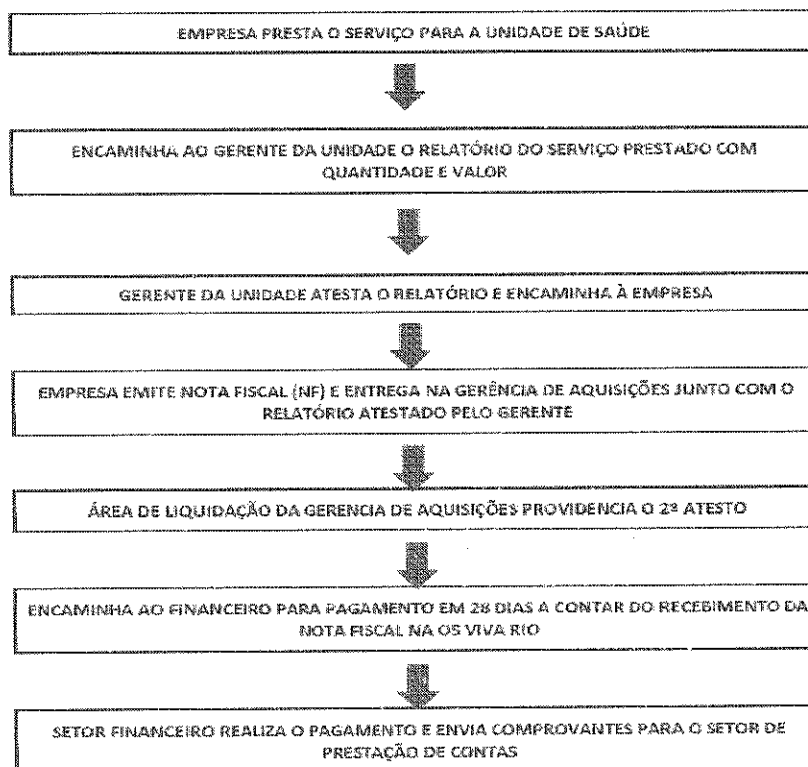 EMPRESA PRESTA O SERVIÇO PARA A UNIDADE DE SAÚDE
ENCAMINHA AO GERENTE DA UNIDADE O RELATÓRIO DO SERVIÇO PRESTADO COM
QUANTIDADE E VALOR
GERENTE DA UNIDADE ATESTA O RELATÓRIO E ENCAMINHA À EMPRESA
EMPRESA EMITE NOTA FISCAL (NF) E ENTREGA NA GERÊNCIA DE AQUISIÇÕES JUNTO COM O
RELATÓRIO ATESTADO PELO GERENTE
ÁREA DE LIQUIDAÇÃO DA GERENCIA DE AQUISIÇÕES PROVIDENCIA O 2º ATESTO
ENCAMINHA AO FINANCEIRO PARA PAGAMENTO EM 28 DIAS A CONTAR DO RECEBIMENTO DA
NOTA FISCAL NA OS VIVA RIO
SETOR FINANCEIRO REALIZA O PAGAMENTO E ENVIA COMPROVANTES PARA O SETOR DE
PRESTAÇÃO DE CONTAS